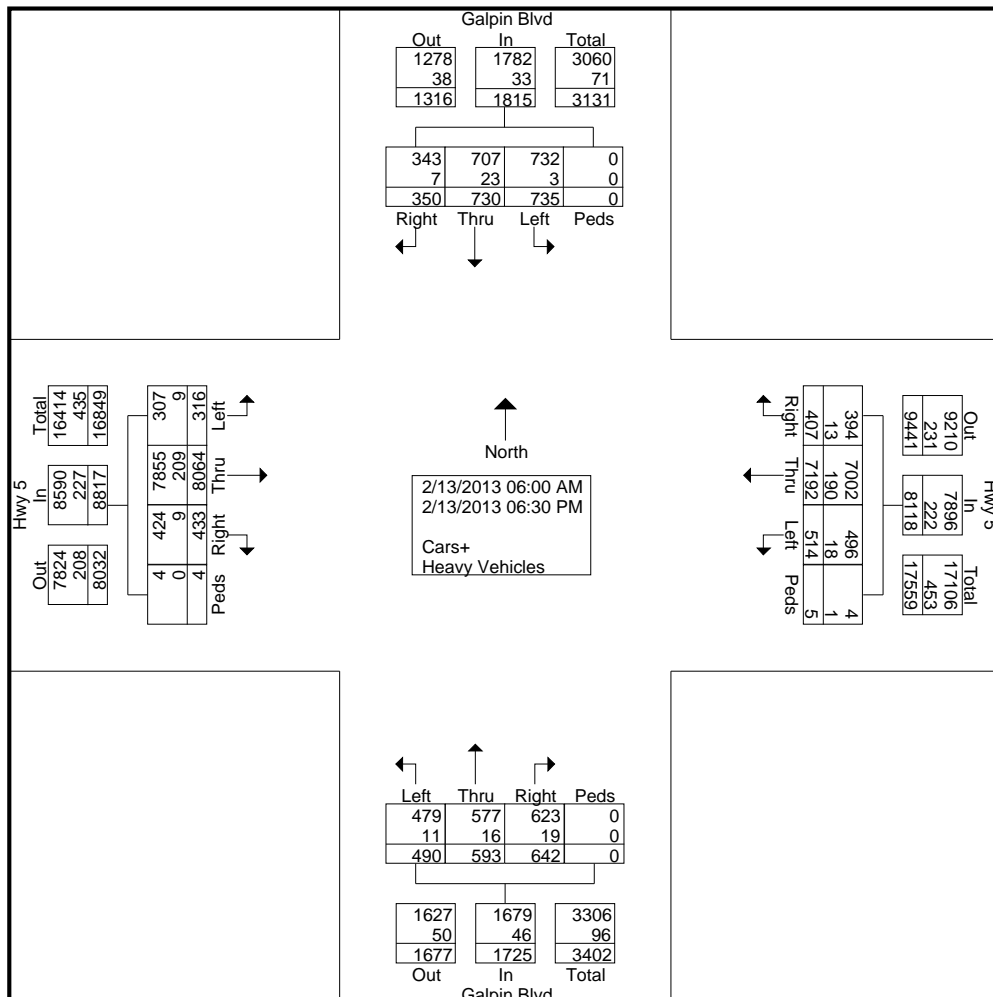 Galpin Blvd
Out In Total
1278 1782 3060
38 33 71
1316 1815 3131
343 707 732 0
7 23 3 0
350 730 735 0
Right Thru Left Peds
Hwy 5
Total In Out
16414 8590 7824
435 227 208
16849 8817 8032
307 7855 424 4
9 209 9 0
316 8064 433 4
Left Thru Right Peds
North
2/13/2013 06:00 AM
2/13/2013 06:30 PM
Cars+
Heavy Vehicles
Right Thru Left Peds
407 7192 514 5
13 190 18 1
394 7002 496 4
9441 8118 17559
231 222 453
9210 7896 17106
Out In Total
Hwy 5
Left Thru Right Peds
479 577 623 0
11 16 19 0
490 593 642 0
1627 1679 3306
50 46 96
1677 1725 3402
Out In Total
Galpin Blvd